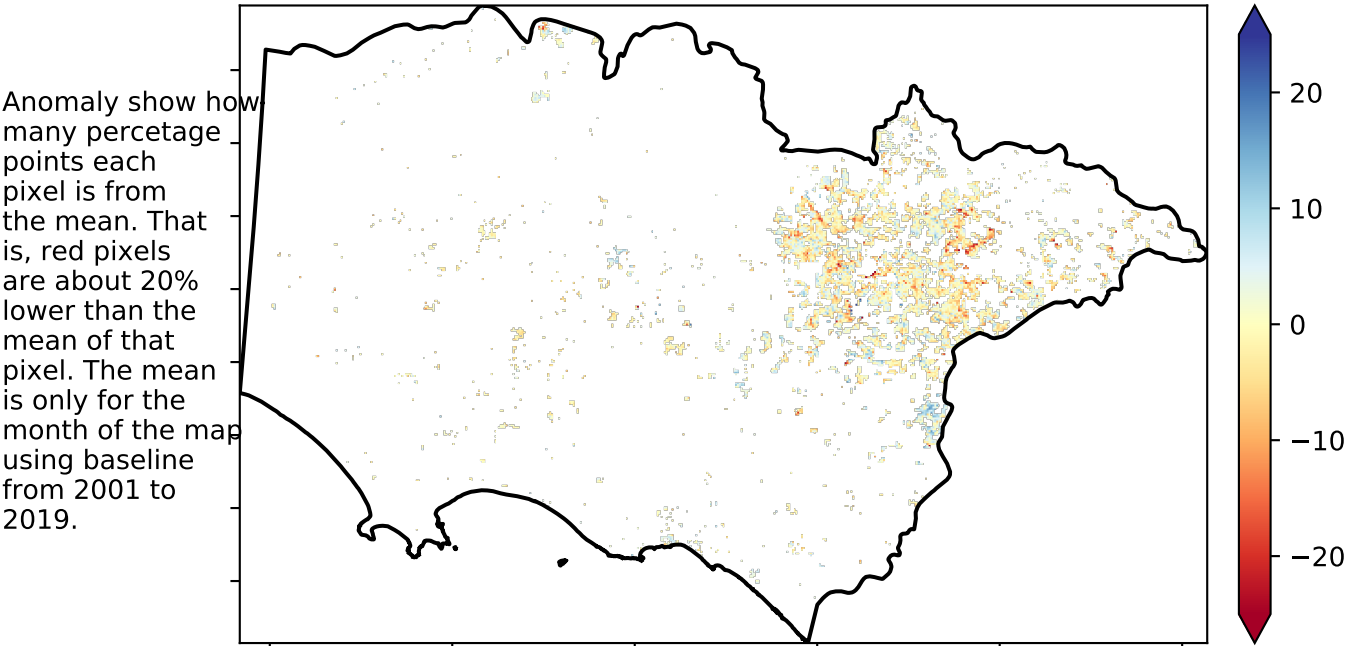 Anomaly show how
many percetage
points each
pixel is from
the mean. That
is, red pixels
are about 20%
lower than the
mean of that
pixel. The mean
is only for the
month of the map
using baseline
from 2001 to
2019.
20
10
0
−10
−20